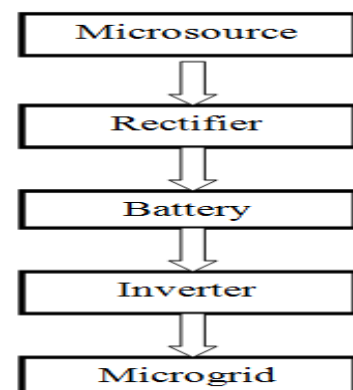 Microsource
Rectifier
Battery
Inverter
Microgrid